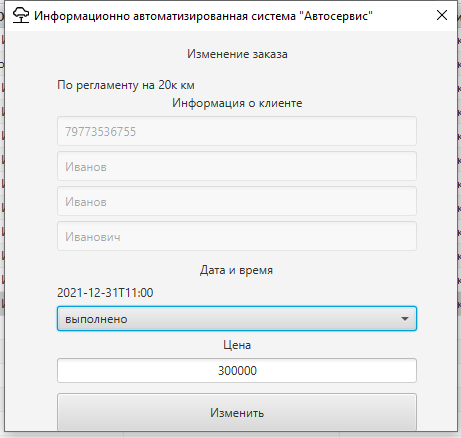 Информационно автоматизированная система "Автосервис"
Изменение заказа
По регламенту на 20к км
Информация о клиенте
79773536755
Иванов
Иванов
Иванович
Дата и время
2021-12-31T11:00
выполнено
Цена
300000
Изменить